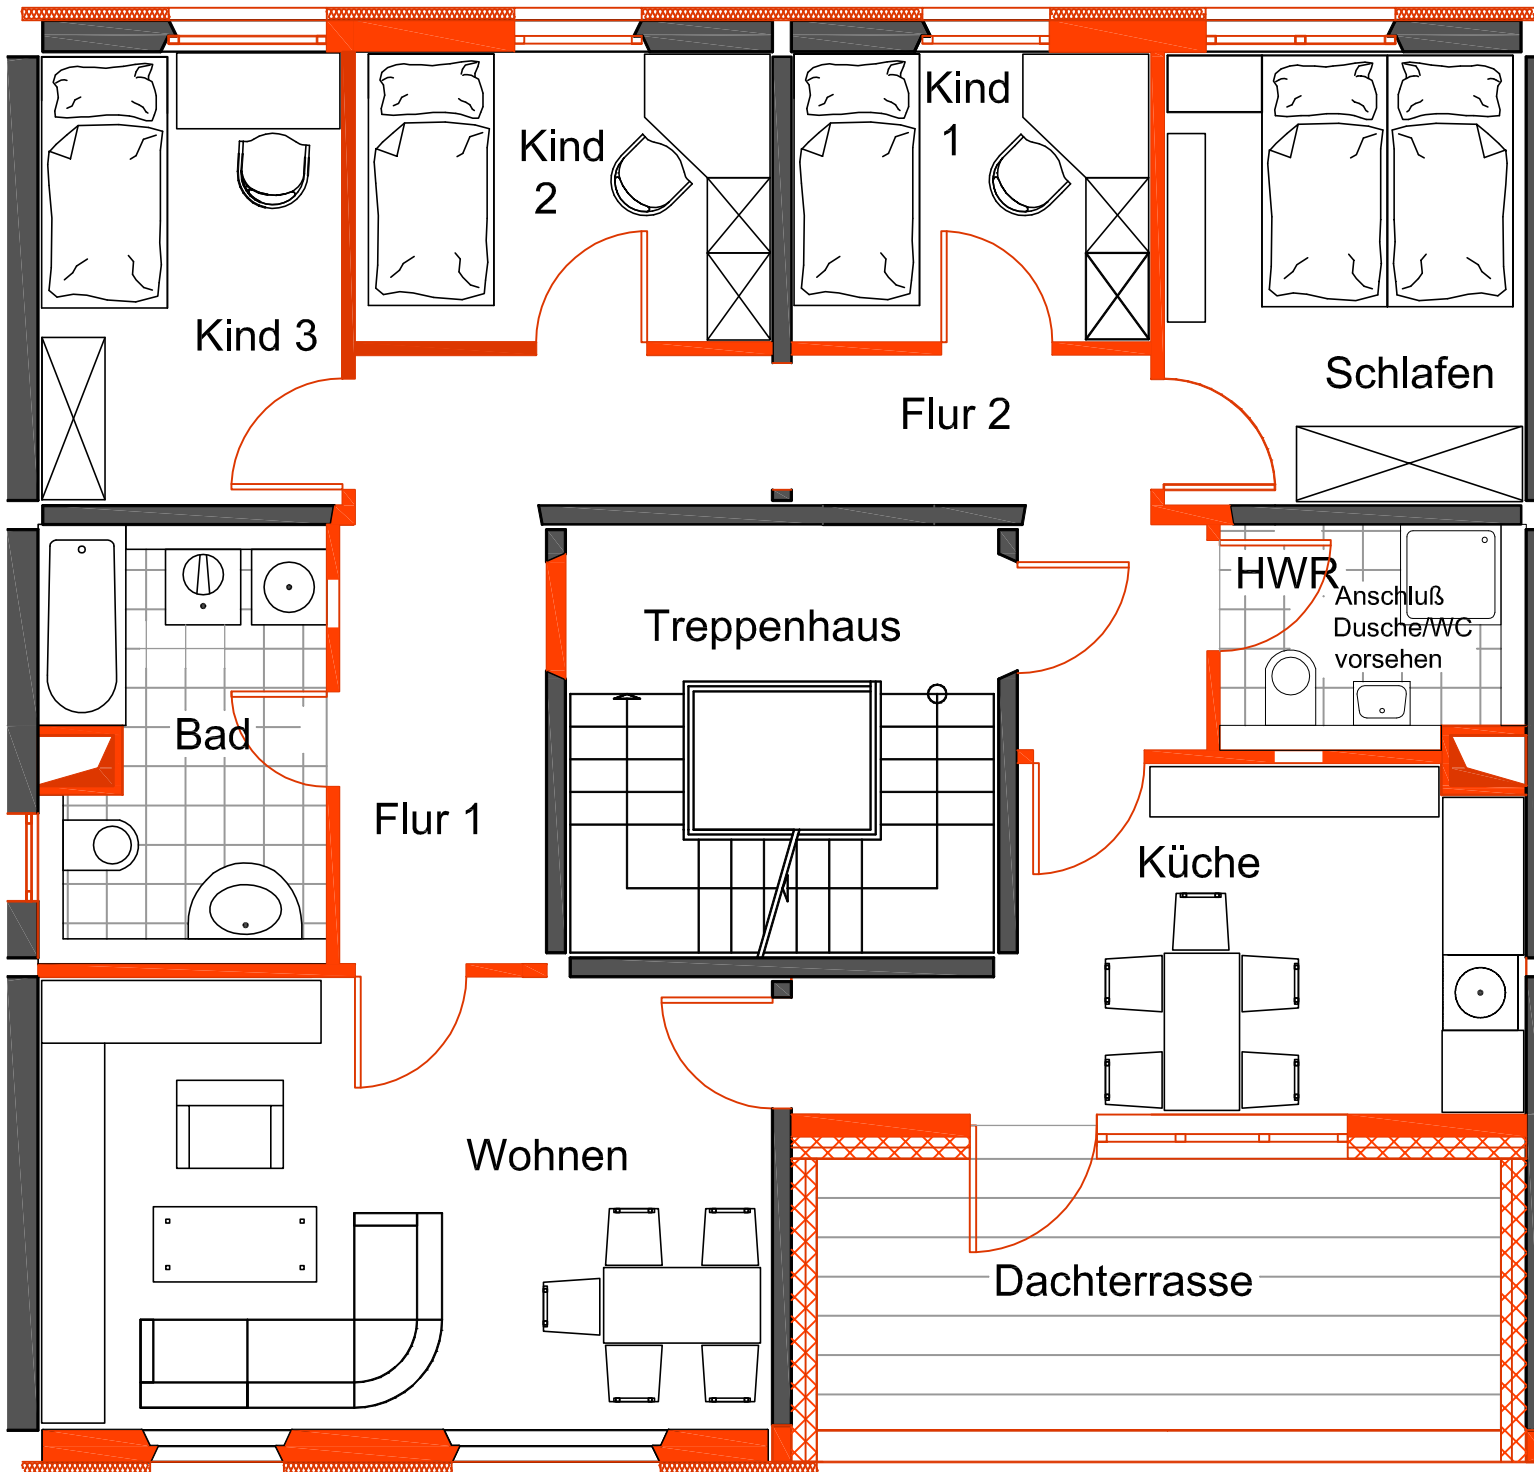 Kind
1
Kind
2
Kind 3
Schlafen
Flur 2
HWR
Anschluß
Dusche/WC
vorsehen
Treppenhaus
Bad
Flur 1
Küche
Wohnen
Dachterrasse